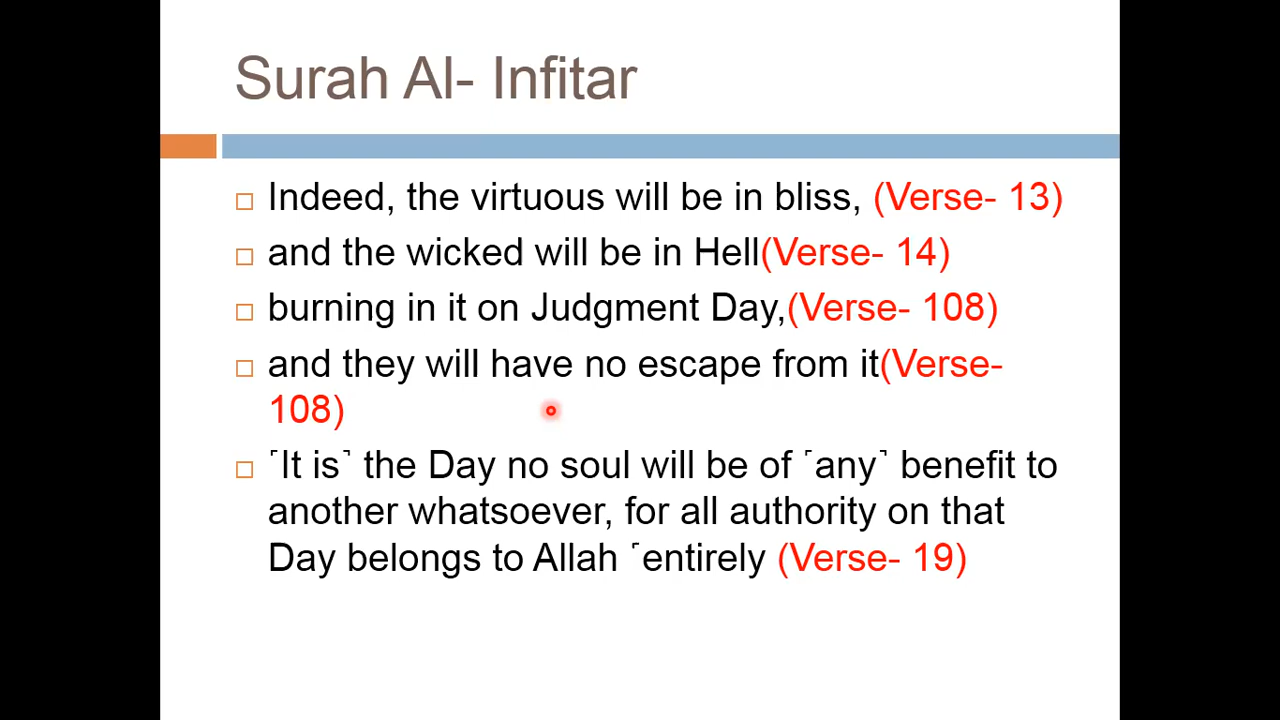 Surah Al- Infitar
Indeed, the virtuous will be in bliss, (Verse- 13)
and the wicked will be in Hell(Verse- 14)
burning in it on Judgment Day,(Verse- 108)
and they will have no escape from it(Verse-
108)
˹It is˺ the Day no soul will be of ˹any˺ benefit to
another whatsoever, for all authority on that
Day belongs to Allah ˹entirely (Verse- 19)